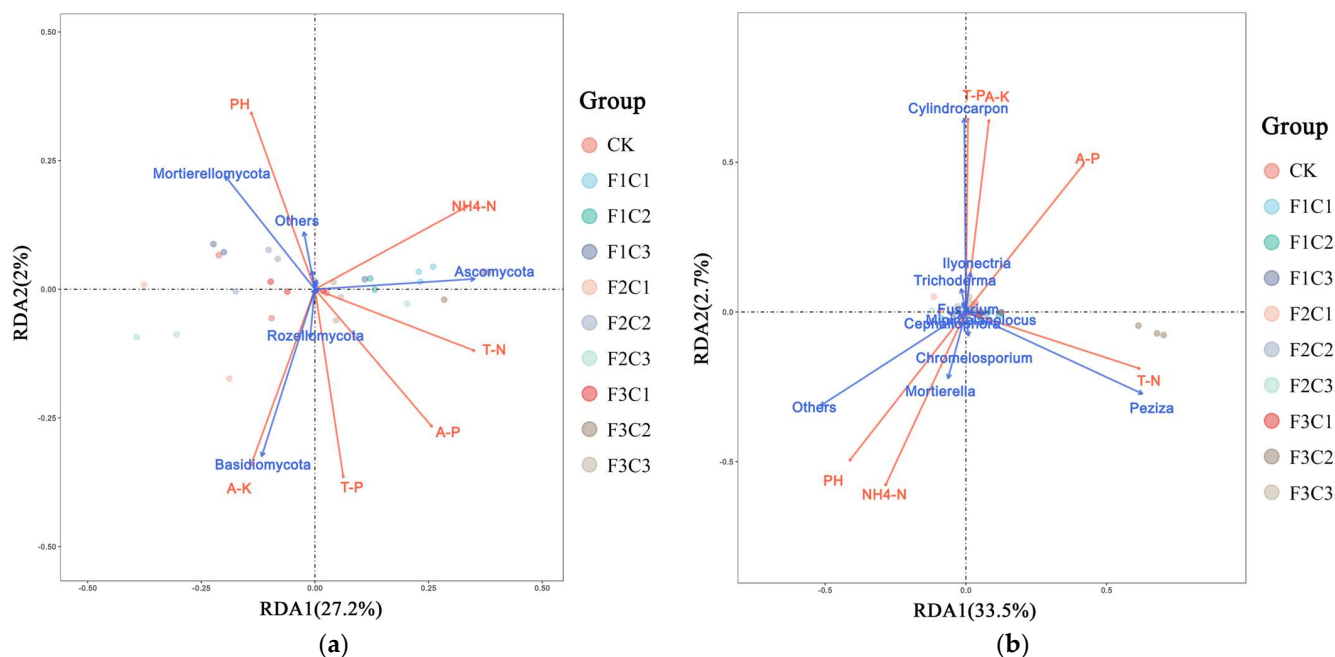 0.50
0.25
0.00
-0.25
-0.50
RDA2(2%)
-0.50
-0.25
0.00
0.25
0.50
RDA1(27.2%)
PH
Mortierellomycota
Others
NH4-N
Ascomycota
Rozellomycota
T-N
A-P
Basidiomycota
A-K
T-P
Group
CK
F1C1
F1C2
F1C3
F2C1
F2C2
F2C3
F3C1
F3C2
F3C3
(a)
0.5
0.0
-0.5
RDA2(2.7%)
-0.5
0.0
0.5
RDA1(33.5%)
T-P
A-K
Cylindrocarpon
A-P
Ilyonectria
Trichoderma
Fusarium
Cephaliophora
Chromelosporium
Mortierella
T-N
Others
Peziza
PH
NH4-N
Group
CK
F1C1
F1C2
F1C3
F2C1
F2C2
F2C3
F3C1
F3C2
F3C3
(b)